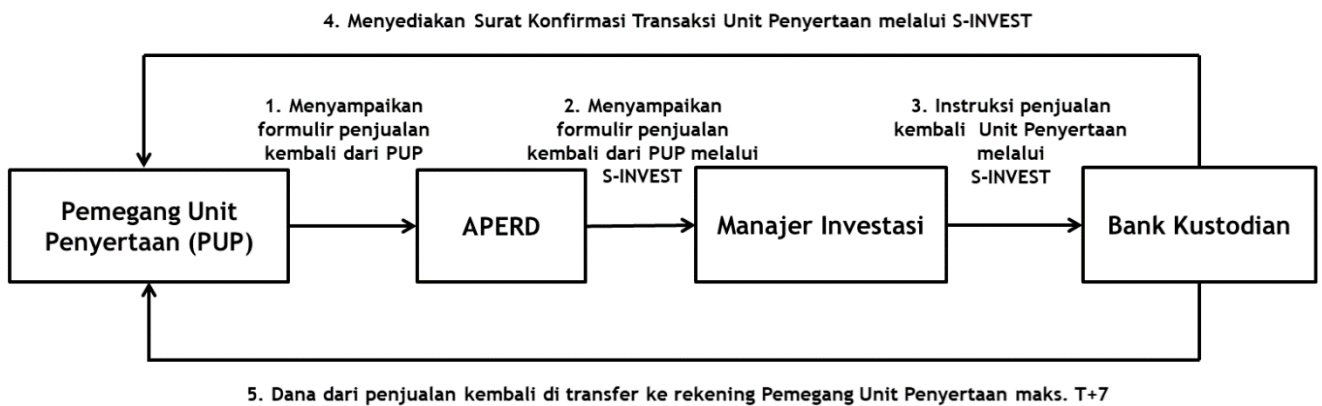 4. Menyediakan Surat Konfirmasi Transaksi Unit Penyertaan melalui S-INVEST
1. Menyampaikan
formulir penjualan
kembali dari PUP
2. Menyampaikan
formulir penjualan
kembali dari PUP melalui
S-INVEST
3. Instruksi penjualan
kembali Unit Penyertaan
melalui
S-INVEST
Pemegang Unit
Penyertaan (PUP)
APERD
Manajer Investasi
Bank Kustodian
5. Dana dari penjualan kembali di transfer ke rekening Pemegang Unit Penyertaan maks. T+7